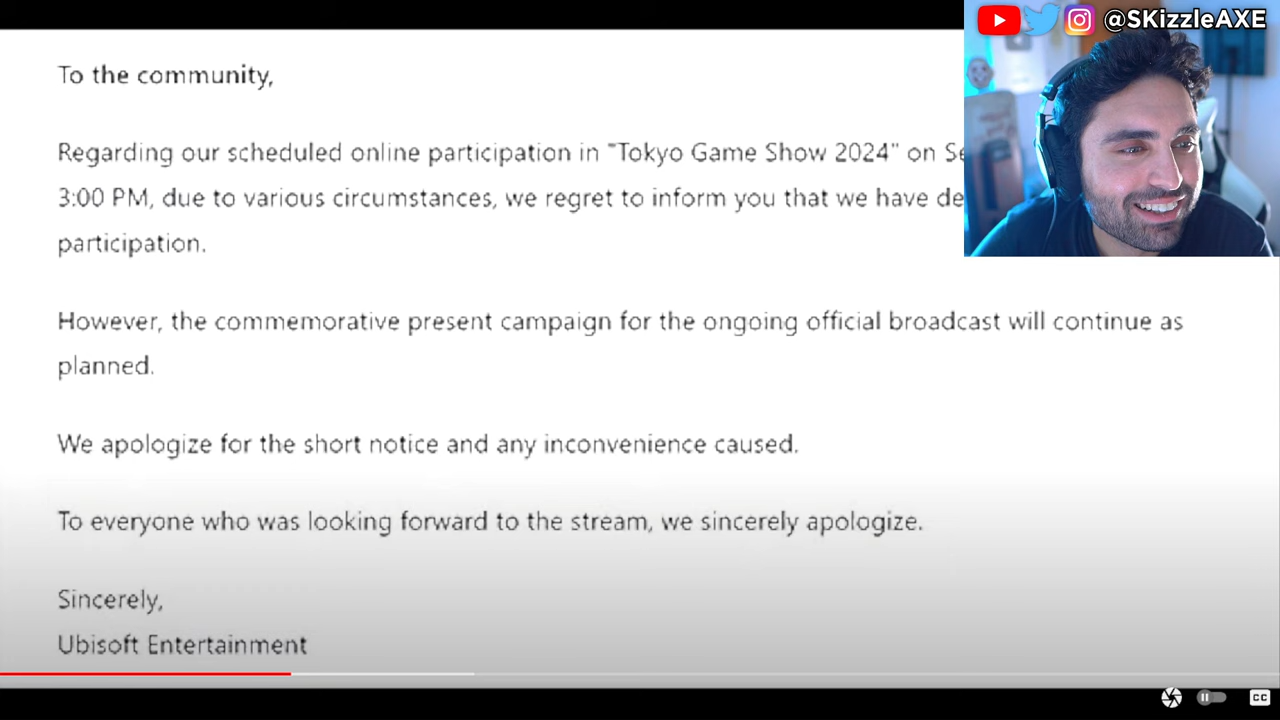 @SKizzleAXE
To the community,
Regarding our scheduled online participation in "Tokyo Game Show 2024" on
3:00 PM, due to various circumstances, we regret to inform you that we have
participation.
However, the commemorative present campaign for the ongoing official broadcast will continue as
planned.
We apologize for the short notice and any inconvenience caused.
To everyone who was looking forward to the stream, we sincerely apologize.
Sincerely,
Ubisoft Entertainment
CC